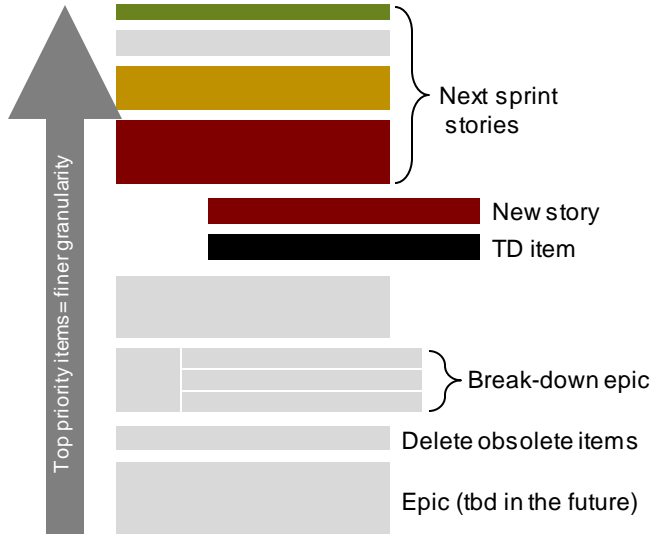 Next sprint
stories
New story
TD item
Top priority items= finer granularity
Break-down epic
Delete obsolete items
Epic (tbd in the future)